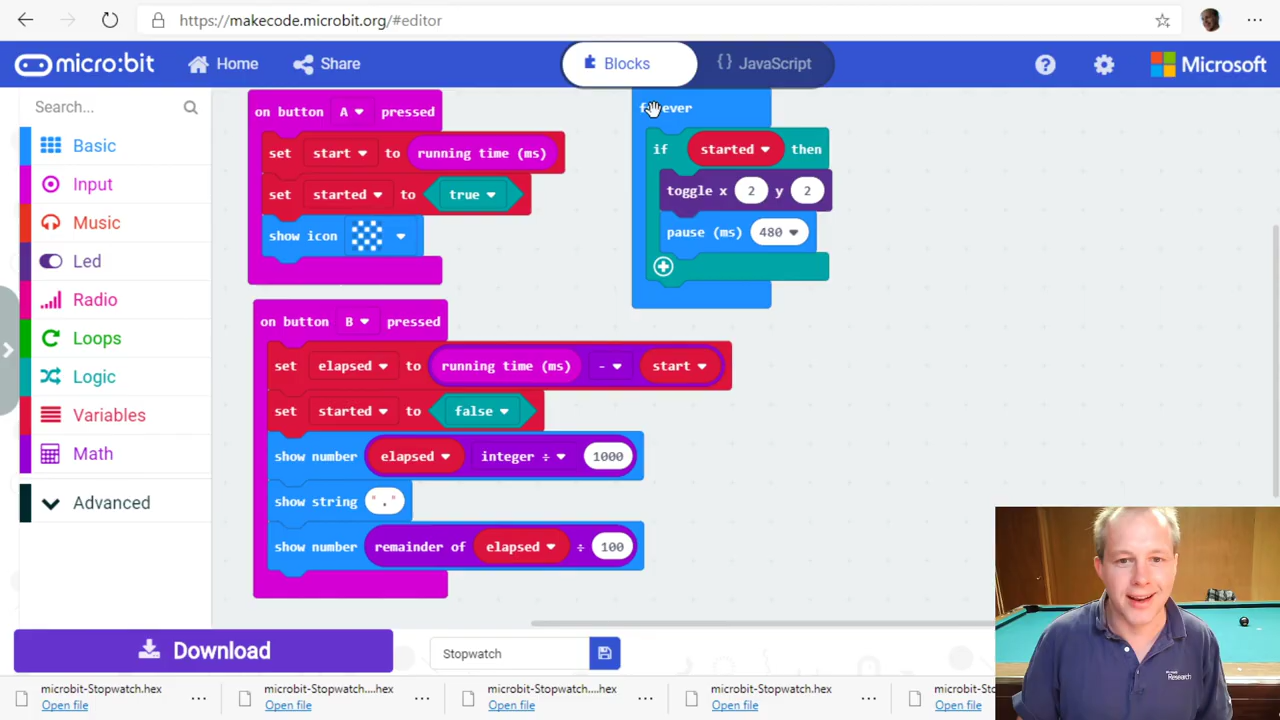 https://makecode.microbit.org/#editor
micro:bit Home Share Blocks {} JavaScript Microsoft
Search...
Basic
Input
Music
Led
Radio
Loops
Logic
Variables
Math
Advanced
on button A pressed
set start to running time (ms)
set started to true
show icon
on button B pressed
set elapsed to running time (ms) - start
set started to false
show number elapsed integer ÷ 1000
show string "."
show number remainder of elapsed ÷ 100
forever
if started then
toggle x 2 y 2
pause (ms) 480
Research
Download Stopwatch
microbit-Stopwatch.hex microbit-Stopwatch....hex microbit-Stopwatch....hex microbit-Stopwatch.hex microbit-Stop
Open file Open file Open file Open file Open file